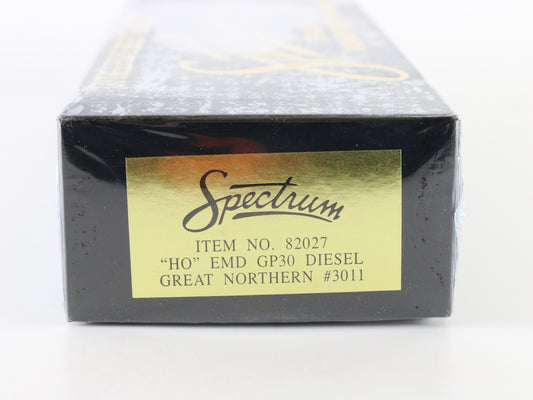 Spectrum
ITEM NO. 82027
“HO” EMD GP30 DIESEL
GREAT NORTHERN #3011